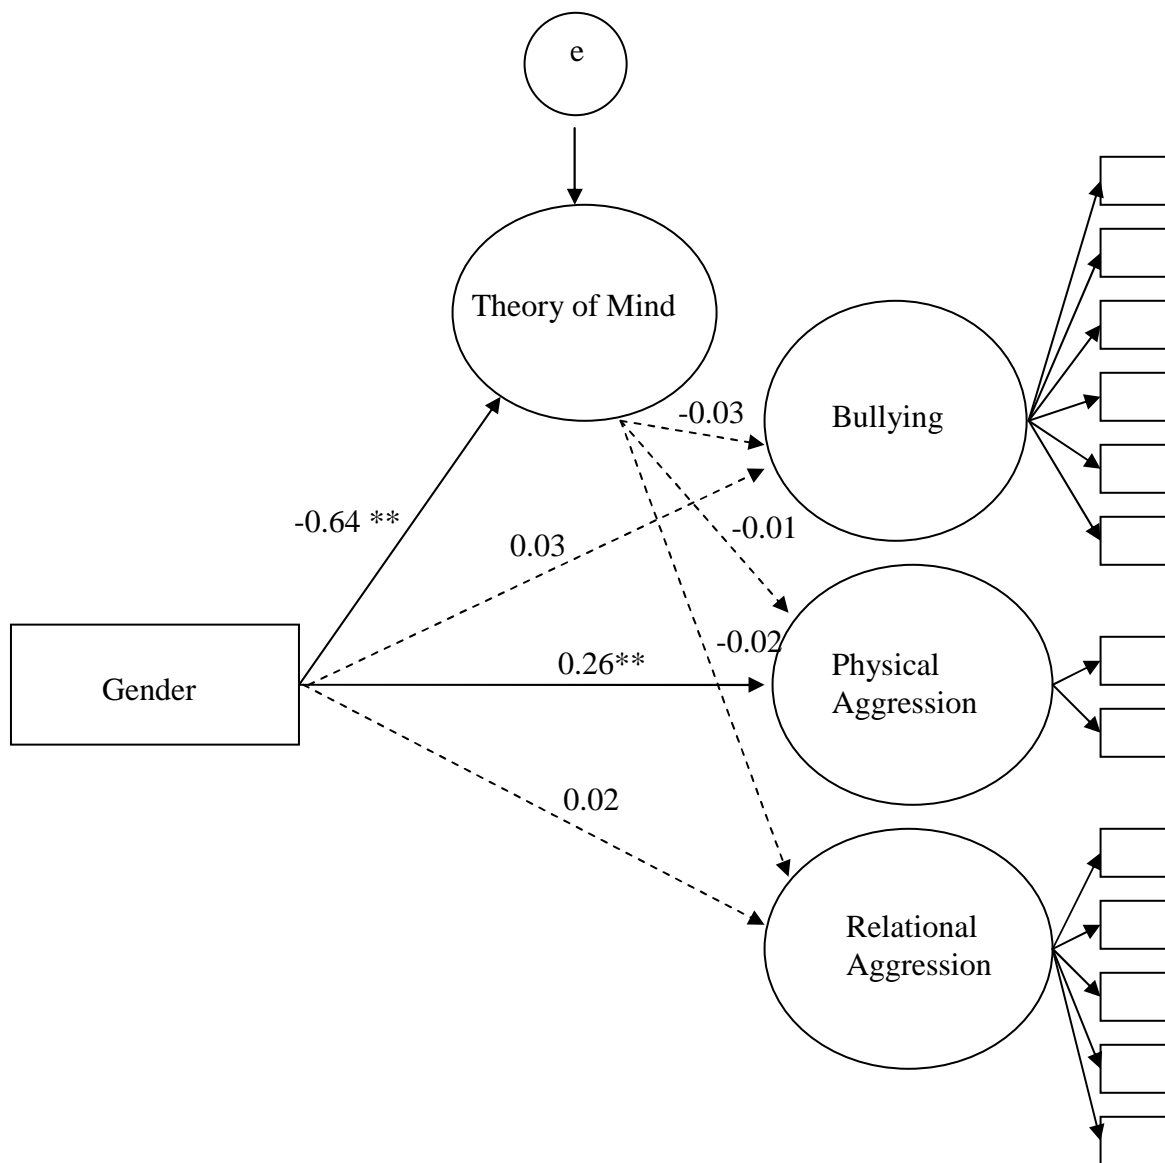 e
Theory of Mind
-0.03
Bullying
-0.64 **
0.03
-0.01
-0.02
0.26**
Physical
Aggression
Gender
0.02
Relational
Aggression